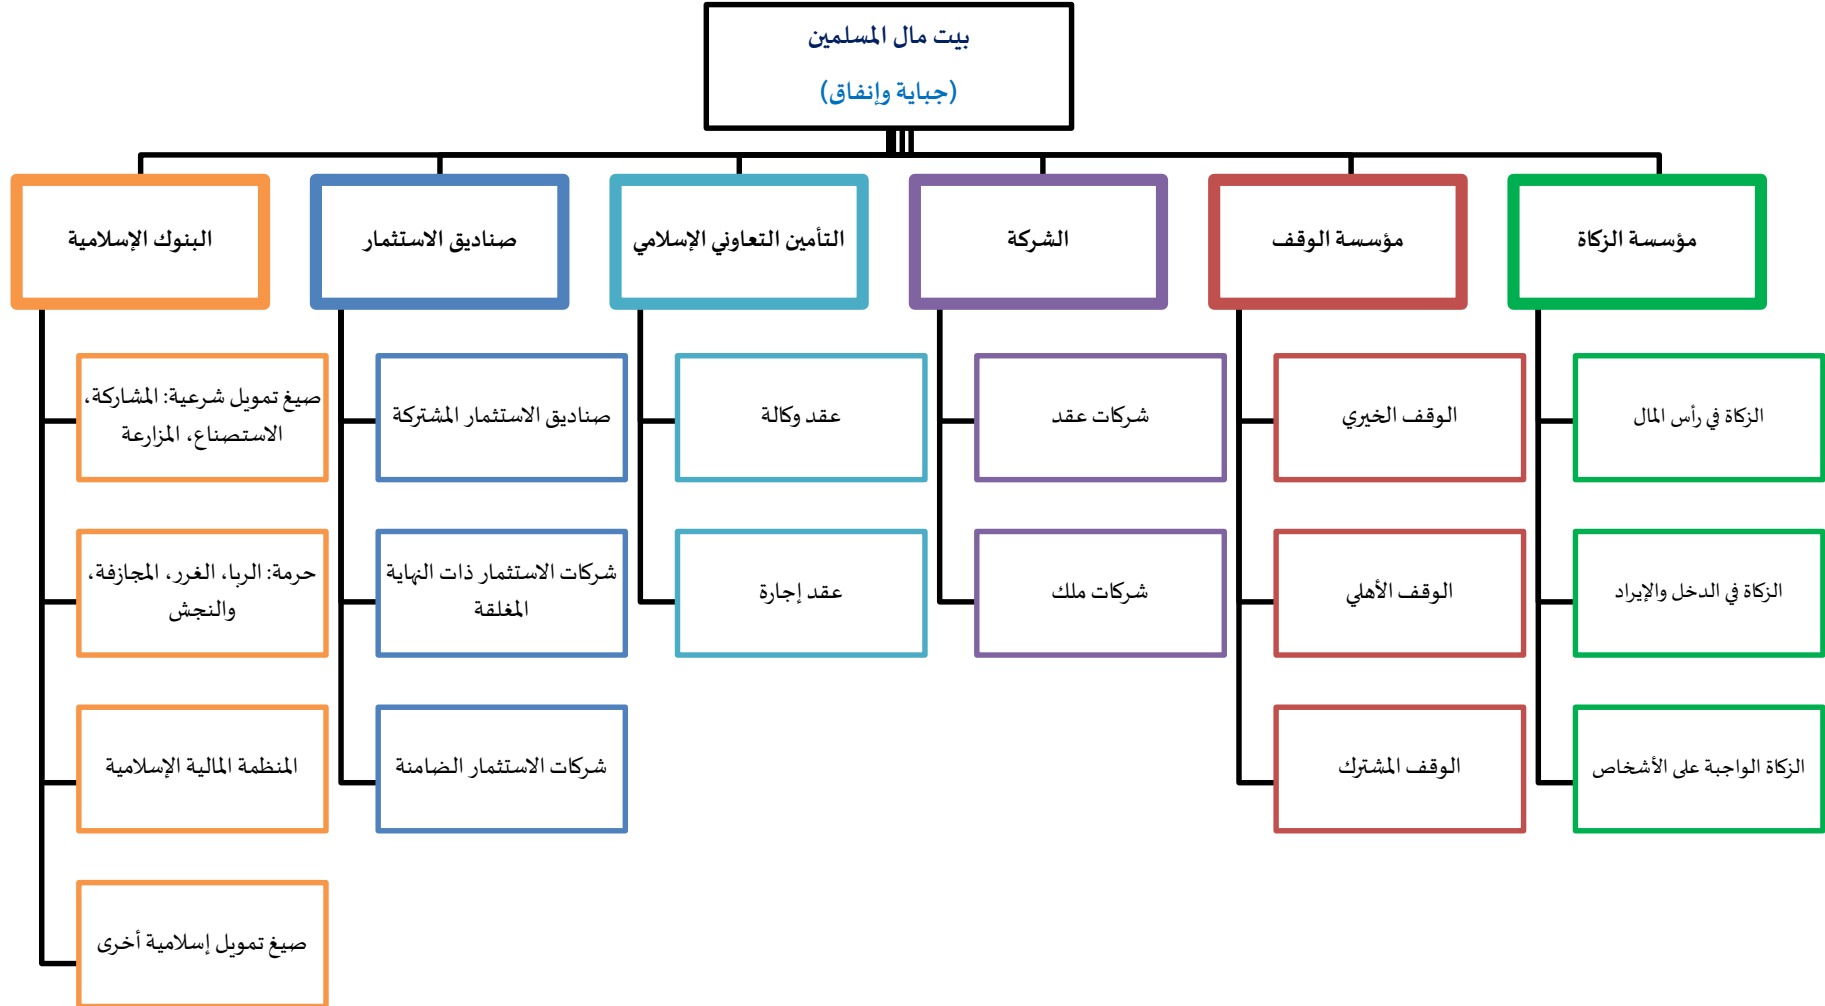 بيت مال المسلمين
(جباية وإنفاق)
مؤسسة الزكاة
مؤسسة الوقف
الشركة
التأمين التعاوني الإسلامي
صناديق الاستثمار
البنوك الإسلامية
الزكاة في رأس المال
الزكاة في الدخل والإيراد
الزكاة الواجبة على الأشخاص
الوقف الخيري
الوقف الأهلي
الوقف المشترك
شركات عقد
شركات ملك
عقد وكالة
عقد إجارة
صناديق الاستثمار المشتركة
شركات الاستثمار ذات النهاية
المغلقة
شركات الاستثمار الضامنة
صيغ تمويل شرعية: المشاركة،
الاستصناع، المزارعة
حرمة: الربا، الغرر، المجازفة،
والنجش
المنظمة المالية الإسلامية
صيغ تمويل إسلامية أخرى